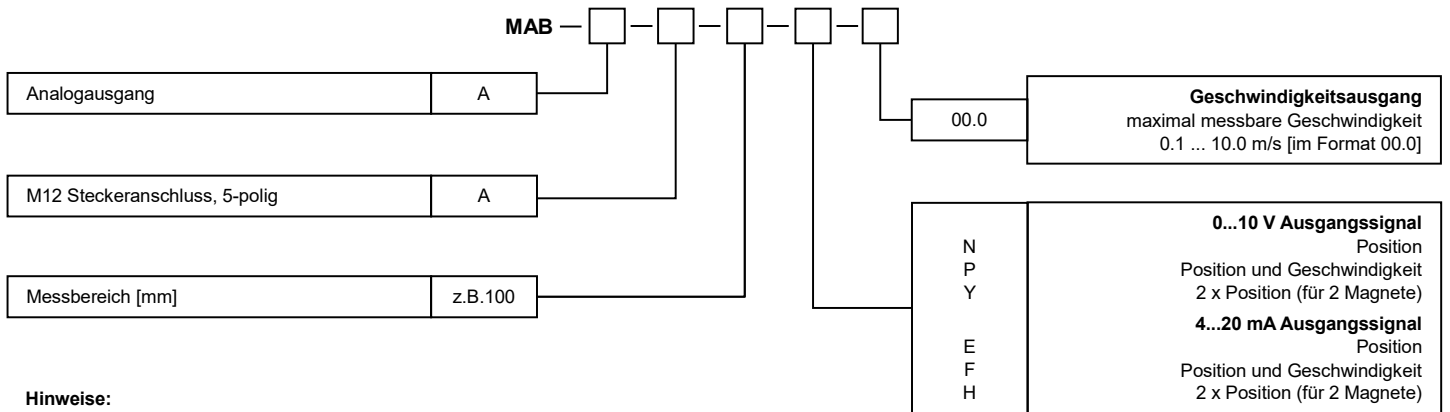 MAB
Analogausgang A
M12 Steckeranschluss, 5-polig A
Messbereich [mm] z.B.100
00.0
Geschwindigkeitsausgang
maximal messbare Geschwindigkeit
0.1 ... 10.0 m/s [im Format 00.0]
0...10 V Ausgangssignal
N Position
P Position und Geschwindigkeit
Y 2 x Position (für 2 Magnete)
4...20 mA Ausgangssignal
E Position
F Position und Geschwindigkeit
H 2 x Position (für 2 Magnete)
Hinweise: